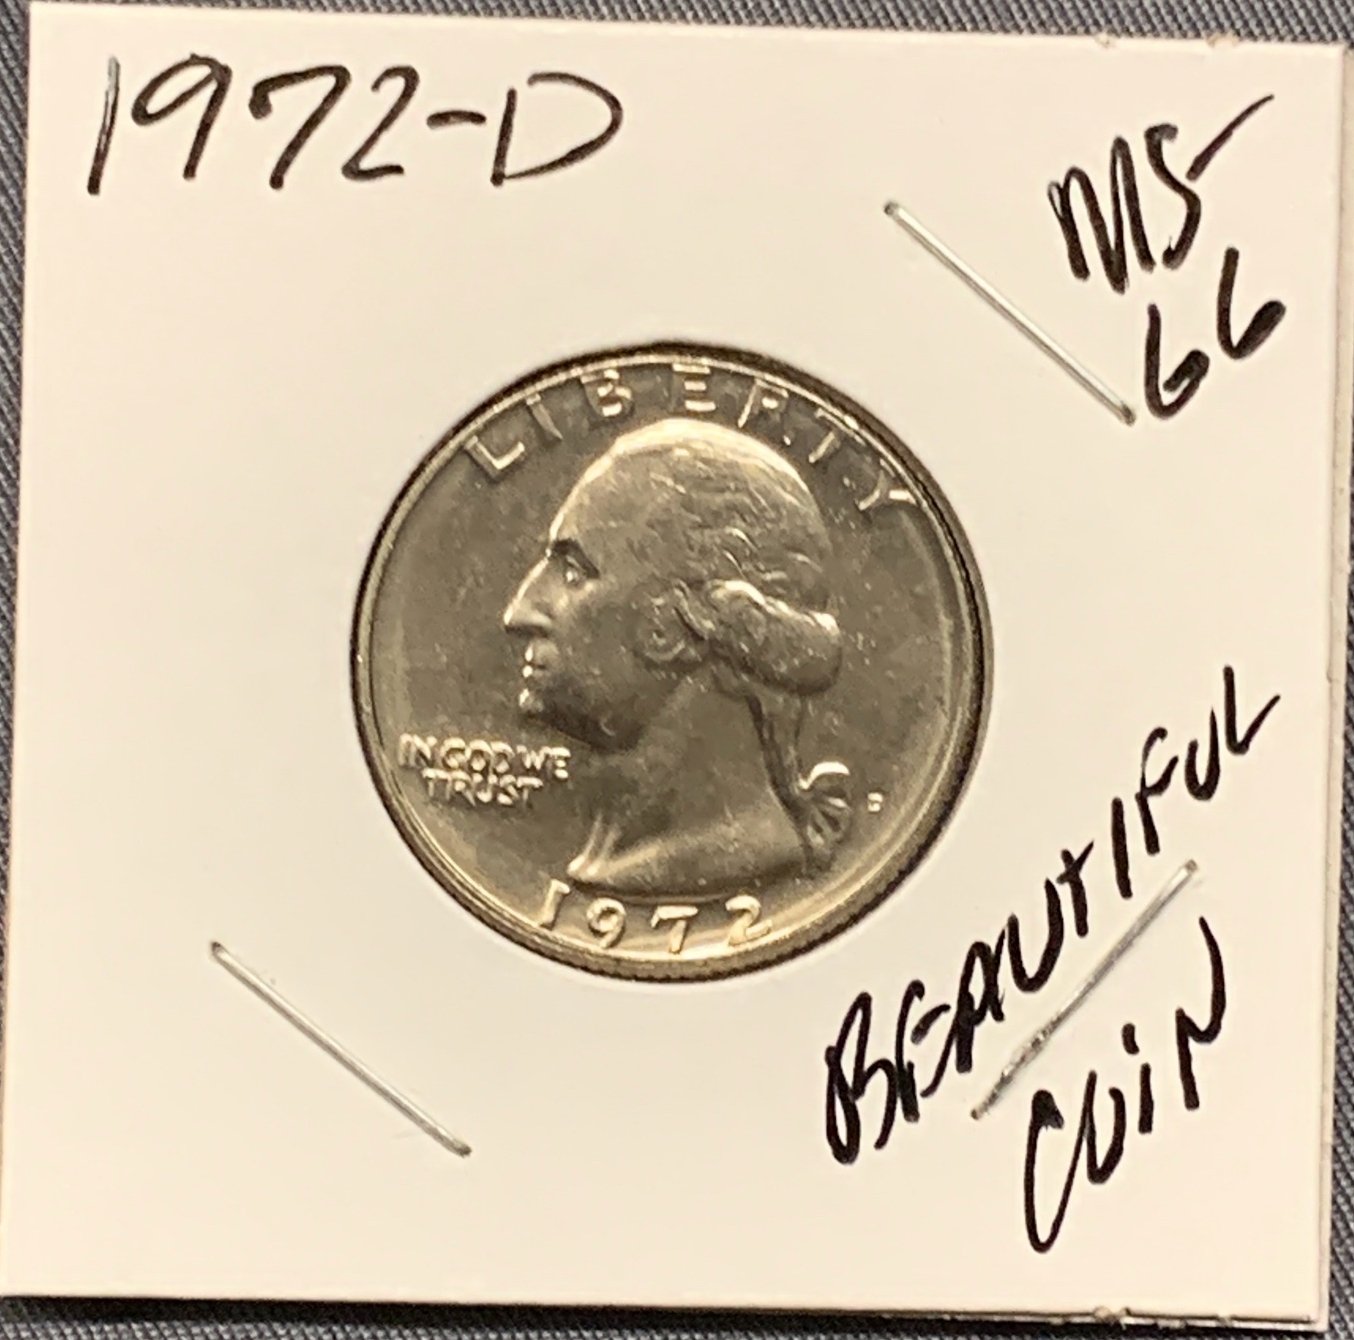 1972-D
MS-
66
LIBERTY
IN GOD WE
TRUST
D
1972
BEAUTIFUL
COiN